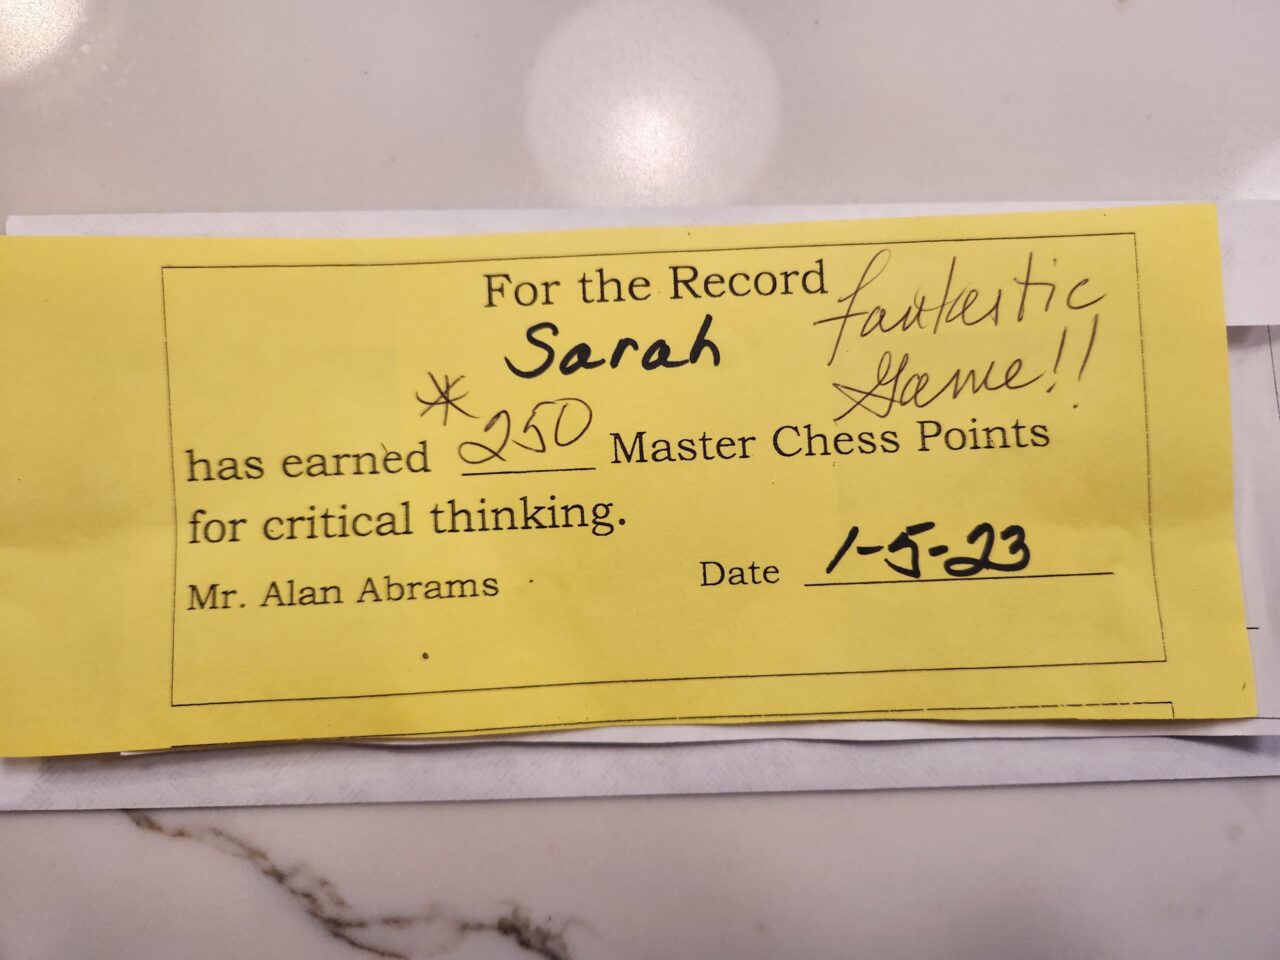 For the Record
Fantastic
Game!!
Sarah
has earned *250 Master Chess Points
for critical thinking.
Mr. Alan Abrams
Date 1-5-23